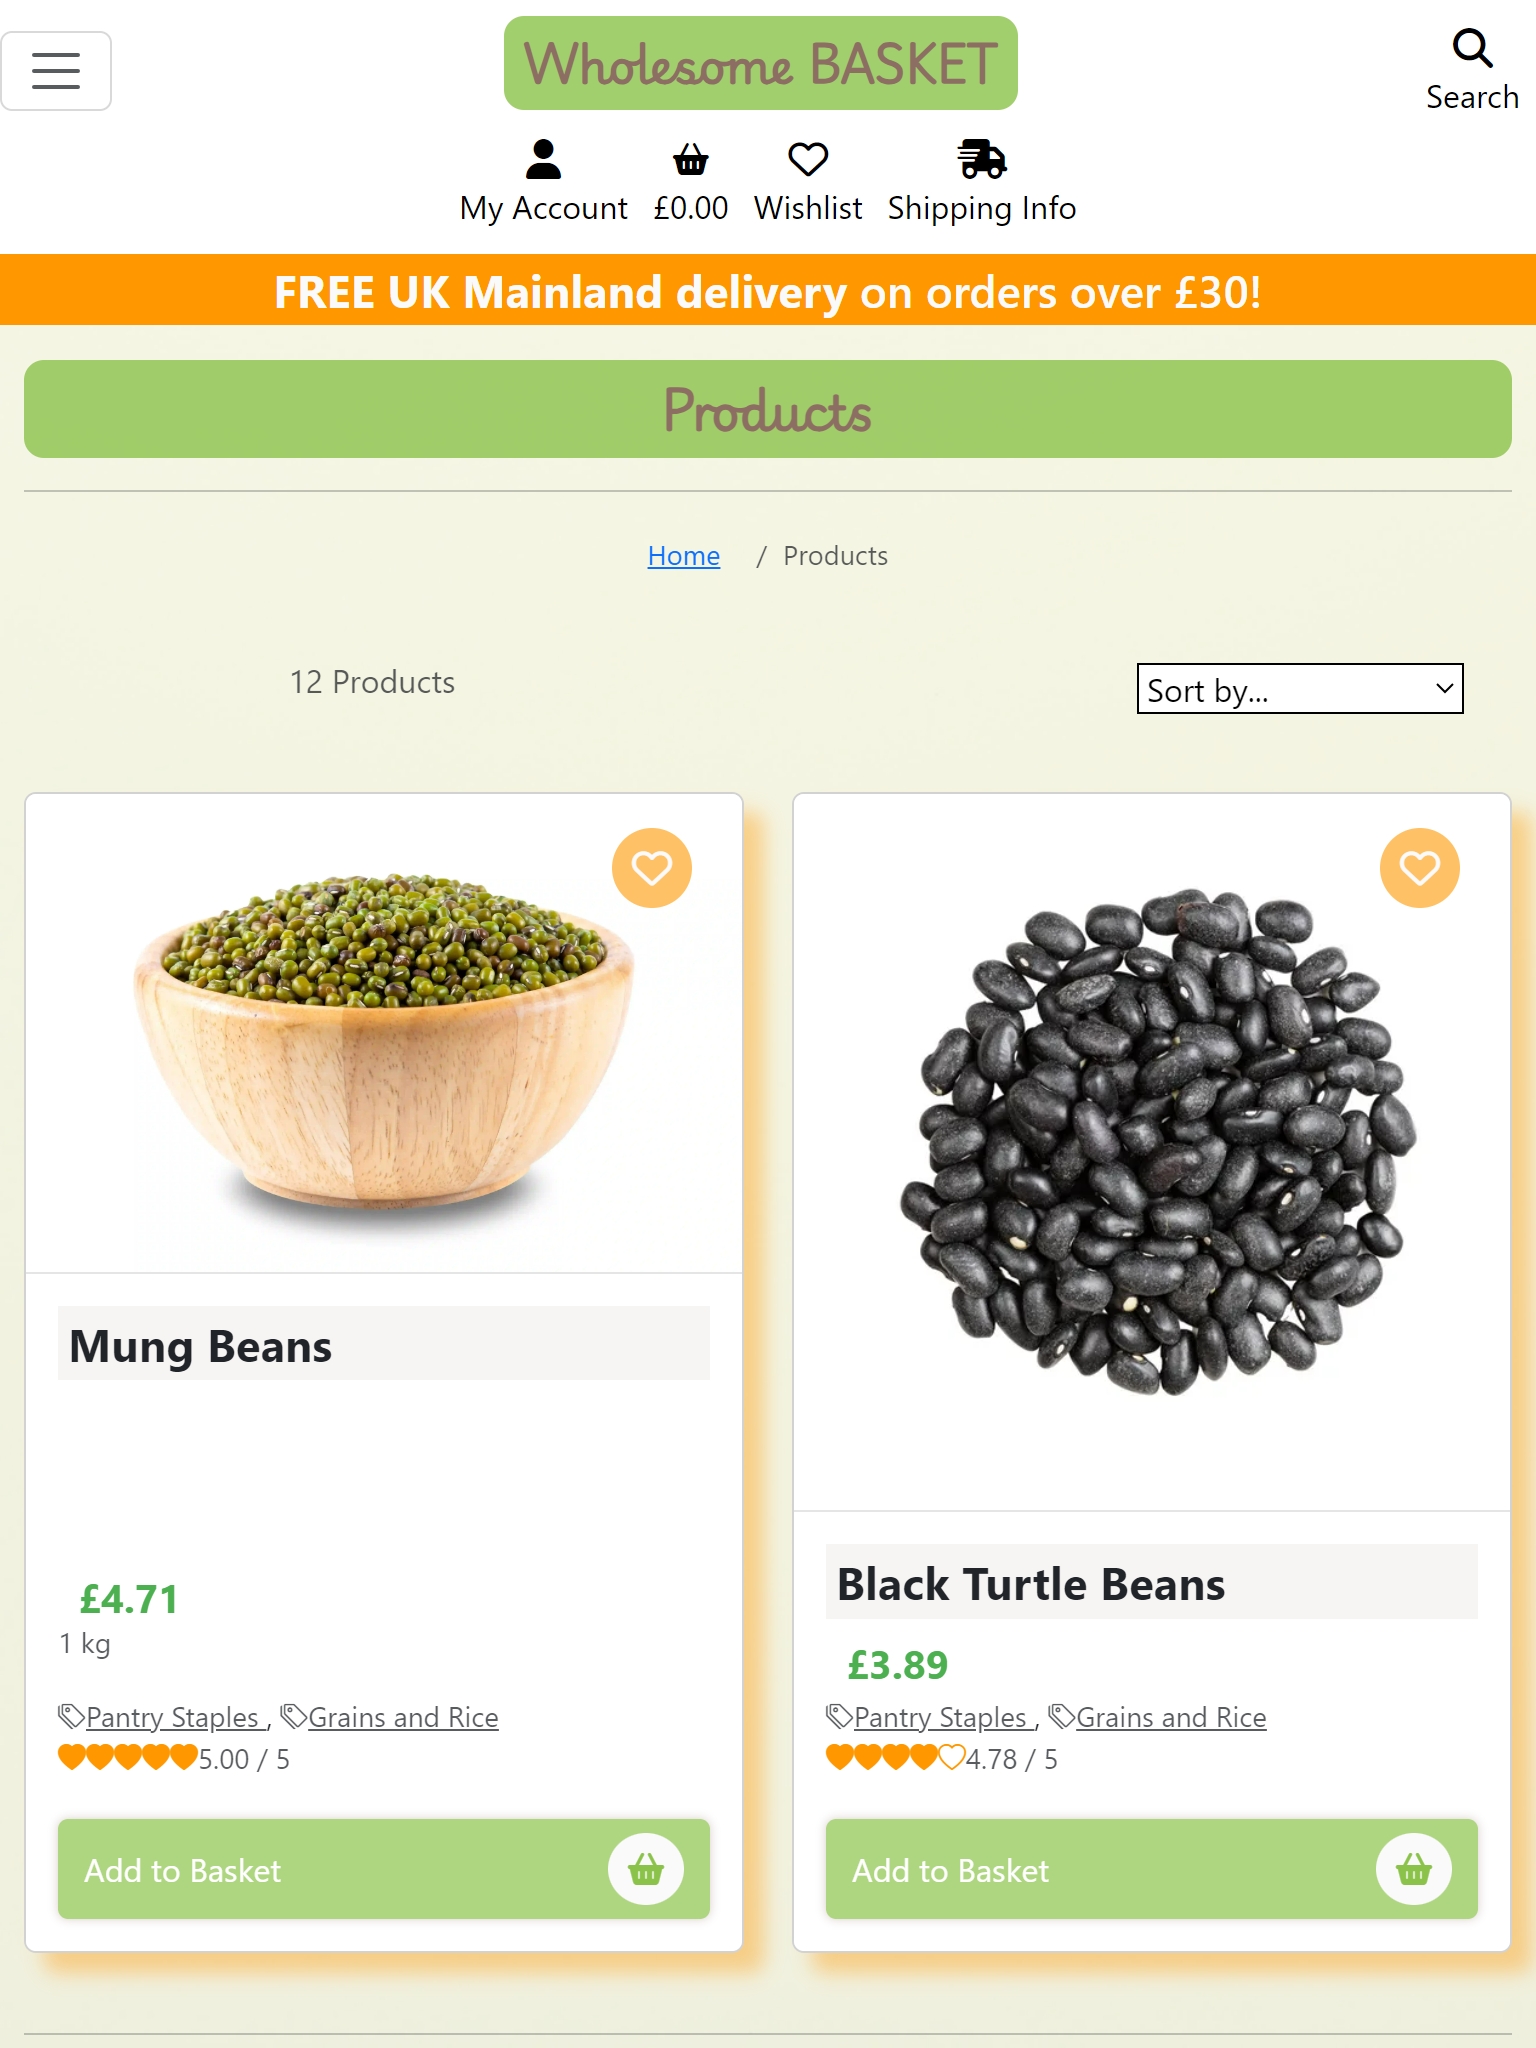 Wholesome BASKET
Search
My Account £0.00 Wishlist Shipping Info
FREE UK Mainland delivery on orders over £30!
Products
Home / Products
12 Products
Sort by...
Mung Beans
£4.71
1 kg
Pantry Staples , Grains and Rice
5.00 / 5
Add to Basket
Black Turtle Beans
£3.89
Pantry Staples , Grains and Rice
4.78 / 5
Add to Basket